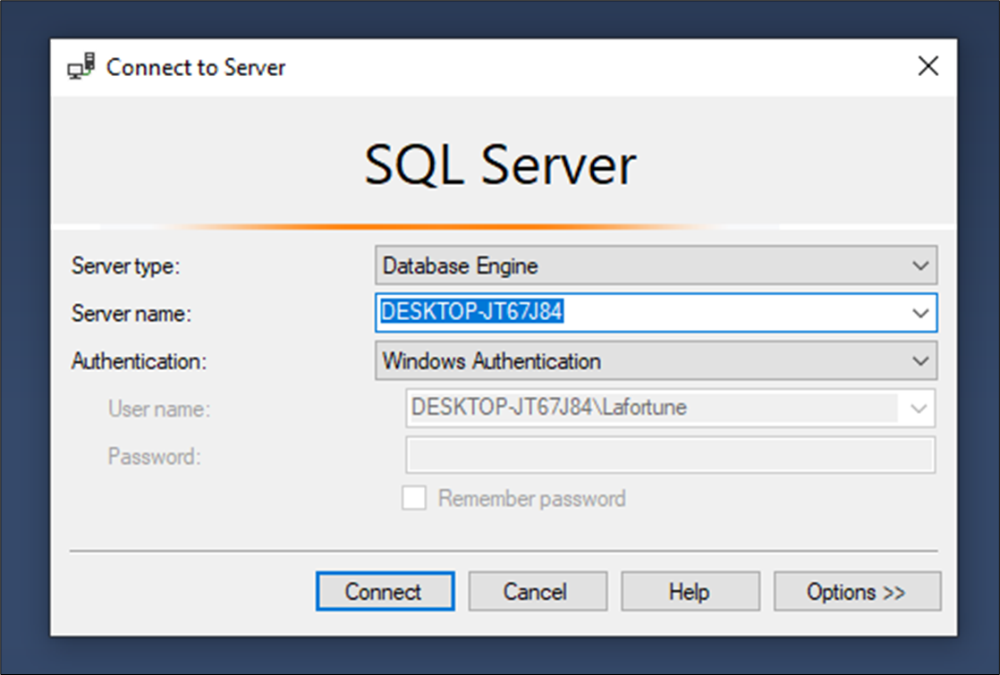 Connect to Server
SQL Server
Server type: Database Engine
Server name: DESKTOP-JT67J84
Authentication: Windows Authentication
User name: DESKTOP-JT67J84\Lafortune
Password:
Remember password
Connect Cancel Help Options >>